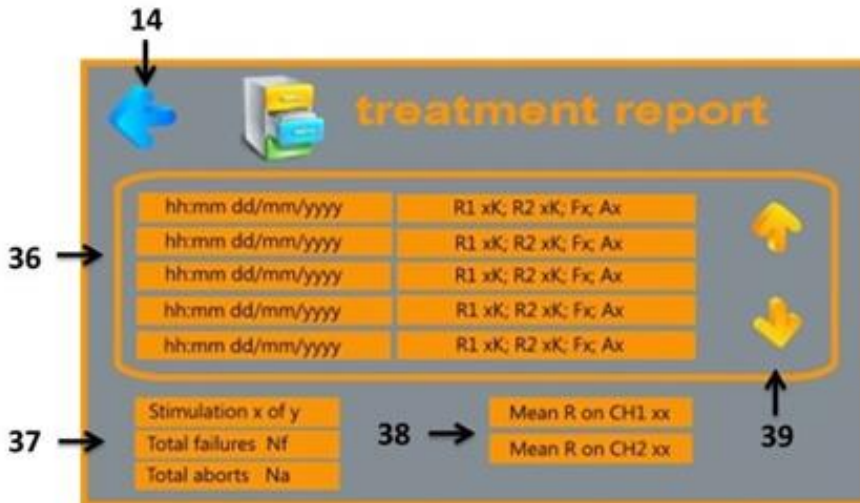 14
treatment report
hh:mm dd/mm/yyyy R1 xK; R2 xK; Fx; Ax
hh:mm dd/mm/yyyy R1 xK; R2 xK; Fx; Ax
36
hh:mm dd/mm/yyyy R1 xK; R2 xK; Fx; Ax
hh:mm dd/mm/yyyy R1 xK; R2 xK; Fx; Ax
hh:mm dd/mm/yyyy R1 xK; R2 xK; Fx; Ax
Stimulation x of y
Mean R on CH1 xx
37
Total failures Nf
38
Mean R on CH2 xx
39
Total aborts Na